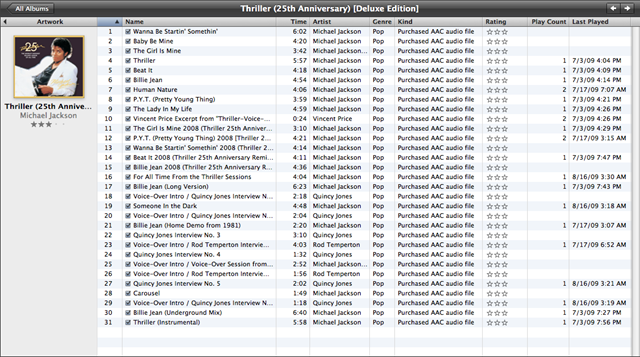 All Albums Thriller (25th Anniversary) [Deluxe Edition]
Artwork Name Time Artist Genre Kind Rating Play Count Last Played
25
Thriller (25th Annive...
Michael Jackson
1 Wanna Be Startin' Somethin' 6:02 Michael Jackson Pop Purchased AAC audio file
2 Baby Be Mine 4:20 Michael Jackson Pop Purchased AAC audio file
3 The Girl Is Mine 3:42 Michael Jackson Pop Purchased AAC audio file
4 Thriller 5:57 Michael Jackson Pop Purchased AAC audio file 1 7/3/09 4:04 PM
5 Beat It 4:18 Michael Jackson Pop Purchased AAC audio file 1 7/3/09 4:09 PM
6 Billie Jean 4:54 Michael Jackson Pop Purchased AAC audio file 1 7/3/09 4:14 PM
7 Human Nature 4:06 Michael Jackson Pop Purchased AAC audio file 2 7/17/09 7:07 AM
8 P.Y.T. (Pretty Young Thing) 3:59 Michael Jackson Pop Purchased AAC audio file 1 7/3/09 4:21 PM
9 The Lady In My Life 4:59 Michael Jackson Pop Purchased AAC audio file 1 7/3/09 4:26 PM
10 Vincent Price Excerpt from "Thriller-Voice-... 0:24 Vincent Price Pop Purchased AAC audio file 2 7/3/09 4:26 PM
11 The Girl Is Mine 2008 (Thriller 25th Anniver... 3:11 Michael Jackson... Pop Purchased AAC audio file 1 7/3/09 4:29 PM
12 P.Y.T. (Pretty Young Thing) 2008 (Thriller 2... 4:21 Michael Jackson... Pop Purchased AAC audio file 2 7/17/09 3:15 AM
13 Wanna Be Startin' Somethin' 2008 (Thriller 2... 4:14 Michael Jackson... Pop Purchased AAC audio file
14 Beat It 2008 (Thriller 25th Anniversary Remi... 4:11 Michael Jackson... Pop Purchased AAC audio file 1 7/3/09 7:47 PM
15 Billie Jean 2008 (Thriller 25th Anniversary R... 4:36 Michael Jackson... Pop Purchased AAC audio file
16 For All Time From the Thriller Sessions 4:04 Michael Jackson Pop Purchased AAC audio file 1 8/16/09 3:30 AM
17 Billie Jean (Long Version) 6:23 Michael Jackson Pop Purchased AAC audio file 1 7/3/09 7:43 PM
18 Voice-Over Intro / Quincy Jones Interview N... 2:18 Quincy Jones Pop Purchased AAC audio file
19 Someone In the Dark 4:48 Michael Jackson Pop Purchased AAC audio file 1 8/16/09 3:18 AM
20 Voice-Over Intro / Quincy Jones Interview N... 2:04 Quincy Jones Pop Purchased AAC audio file
21 Billie Jean (Home Demo from 1981) 2:20 Michael Jackson Pop Purchased AAC audio file 1 7/17/09 3:07 AM
22 Quincy Jones Interview No. 3 3:10 Quincy Jones Pop Purchased AAC audio file
23 Voice-Over Intro / Rod Temperton Intervie... 4:03 Rod Temperton Pop Purchased AAC audio file 1 7/17/09 6:52 AM
24 Quincy Jones Interview No. 4 1:32 Quincy Jones Pop Purchased AAC audio file
25 Voice-Over Intro / Voice-Over Session from... 2:52 Michael Jackson... Pop Purchased AAC audio file
26 Voice-Over Intro / Rod Temperton Intervie... 1:56 Rod Temperton Pop Purchased AAC audio file
27 Quincy Jones Interview No. 5 2:02 Quincy Jones Pop Purchased AAC audio file 1 8/16/09 3:21 AM
28 Carousel 1:49 Michael Jackson Pop Purchased AAC audio file
29 Voice-Over Intro / Quincy Jones Interview N... 1:18 Quincy Jones Pop Purchased AAC audio file 1 8/16/09 3:19 AM
30 Billie Jean (Underground Mix) 6:40 Michael Jackson Pop Purchased AAC audio file 1 7/3/09 7:27 PM
31 Thriller (Instrumental) 5:58 Michael Jackson Pop Purchased AAC audio file 2 7/3/09 7:56 PM